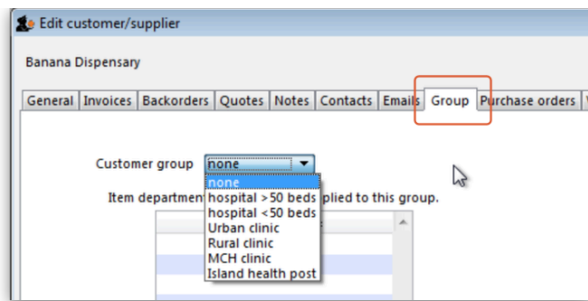 Edit customer/supplier
Banana Dispensary
General Invoices Backorders Quotes Notes Contacts Emails Group Purchase orders
Customer group none
none
Item department plied to this group.
hospital >50 beds
hospital <50 beds
Urban clinic
Rural clinic
MCH clinic
Island health post